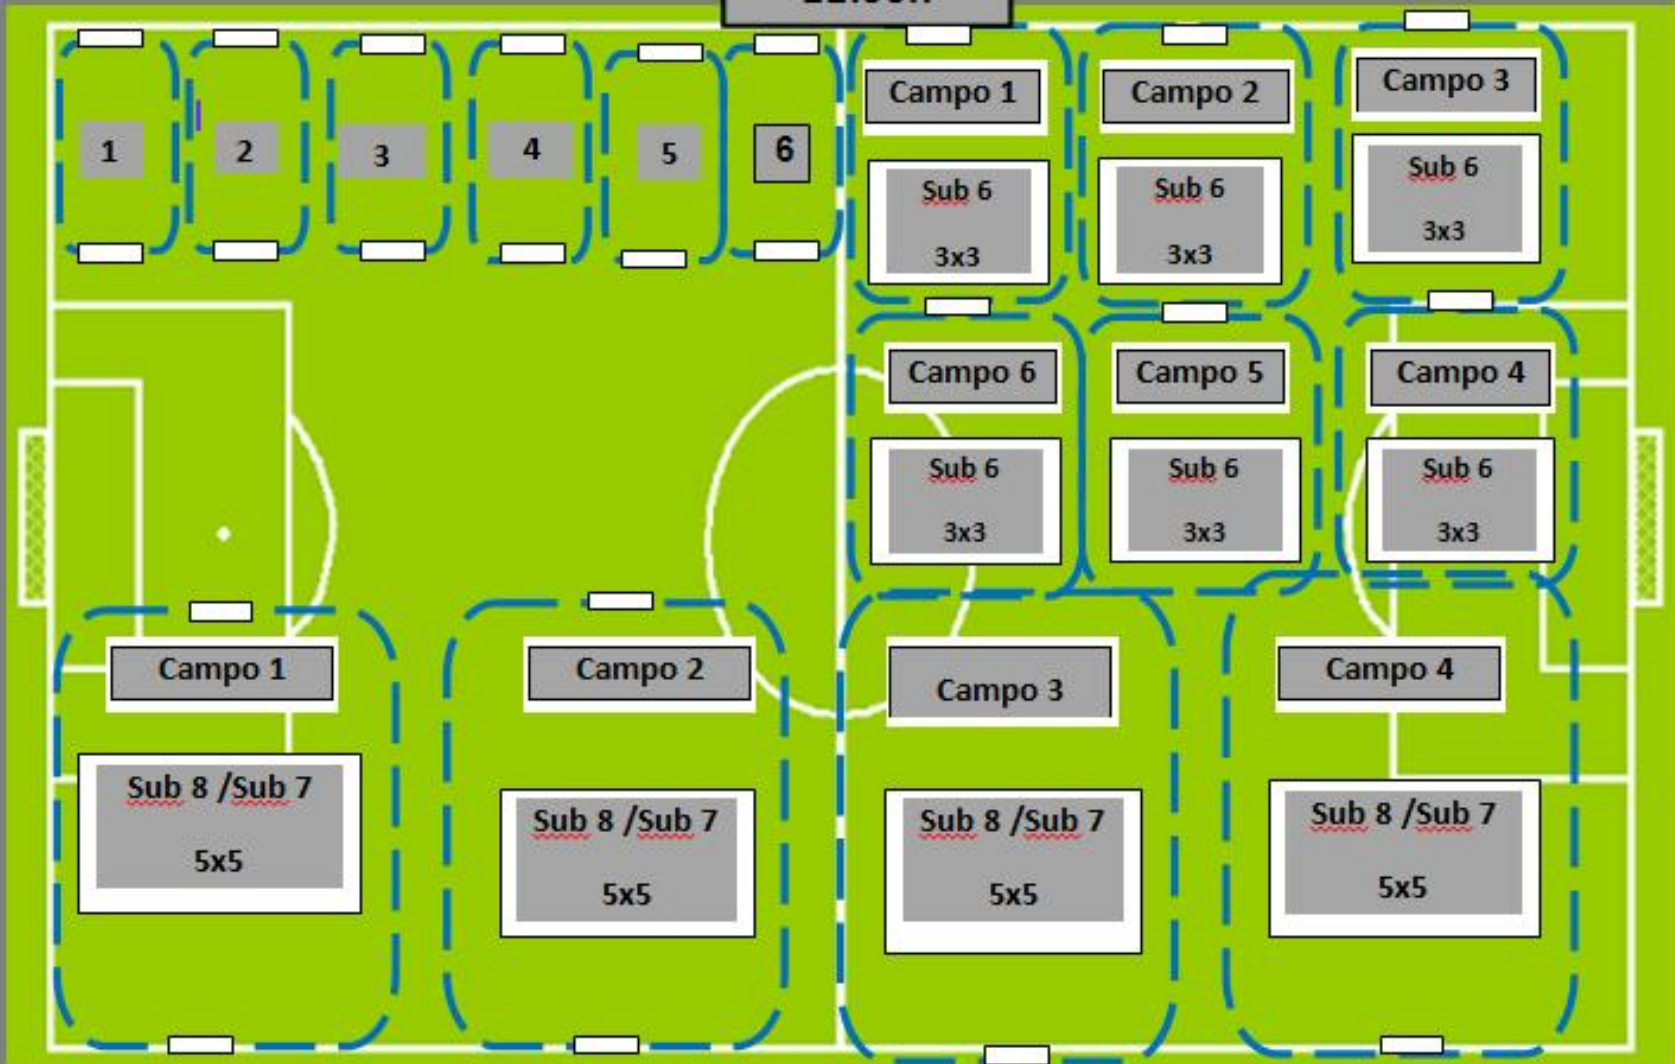 1
2
3
4
5
6
Campo 1
Sub 6
3x3
Campo 2
Sub 6
3x3
Campo 3
Sub 6
3x3
Campo 6
Sub 6
3x3
Campo 5
Sub 6
3x3
Campo 4
Sub 6
3x3
Campo 1
Sub 8 /Sub 7
5x5
Campo 2
Sub 8 /Sub 7
5x5
Campo 3
Sub 8 /Sub 7
5x5
Campo 4
Sub 8 /Sub 7
5x5